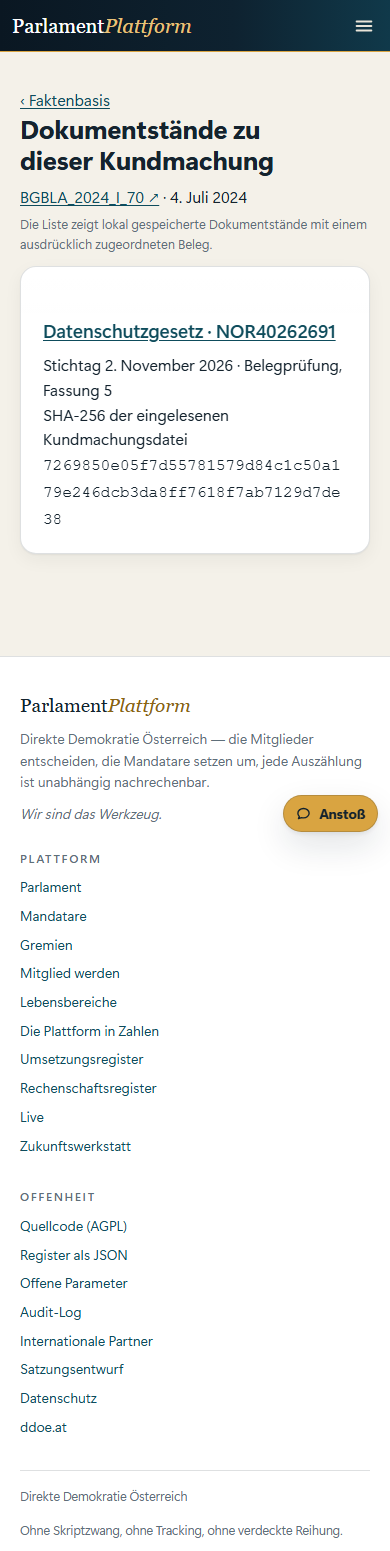 ParlamentPlattform
‹ Faktenbasis
Dokumentstände zu
dieser Kundmachung
BGBLA_2024_I_70 ↗ · 4. Juli 2024
Die Liste zeigt lokal gespeicherte Dokumentstände mit einem
ausdrücklich zugeordneten Beleg.
Datenschutzgesetz · NOR40262691
Stichtag 2. November 2026 · Belegprüfung,
Fassung 5
SHA-256 der eingelesenen
Kundmachungsdatei
7269850e05f7d55781579d84c1c50a1
79e246dcb3da8ff7618f7ab7129d7de
38
ParlamentPlattform
Direkte Demokratie Österreich — die Mitglieder
entscheiden, die Mandatare setzen um, jede Auszählung
ist unabhängig nachrechenbar.
Wir sind das Werkzeug.
Anstoß
PLATTFORM
Parlament
Mandatare
Gremien
Mitglied werden
Lebensbereiche
Die Plattform in Zahlen
Umsetzungsregister
Rechenschaftsregister
Live
Zukunftswerkstatt
OFFENHEIT
Quellcode (AGPL)
Register als JSON
Offene Parameter
Audit-Log
Internationale Partner
Satzungsentwurf
Datenschutz
ddoe.at
Direkte Demokratie Österreich
Ohne Skriptzwang, ohne Tracking, ohne verdeckte Reihung.